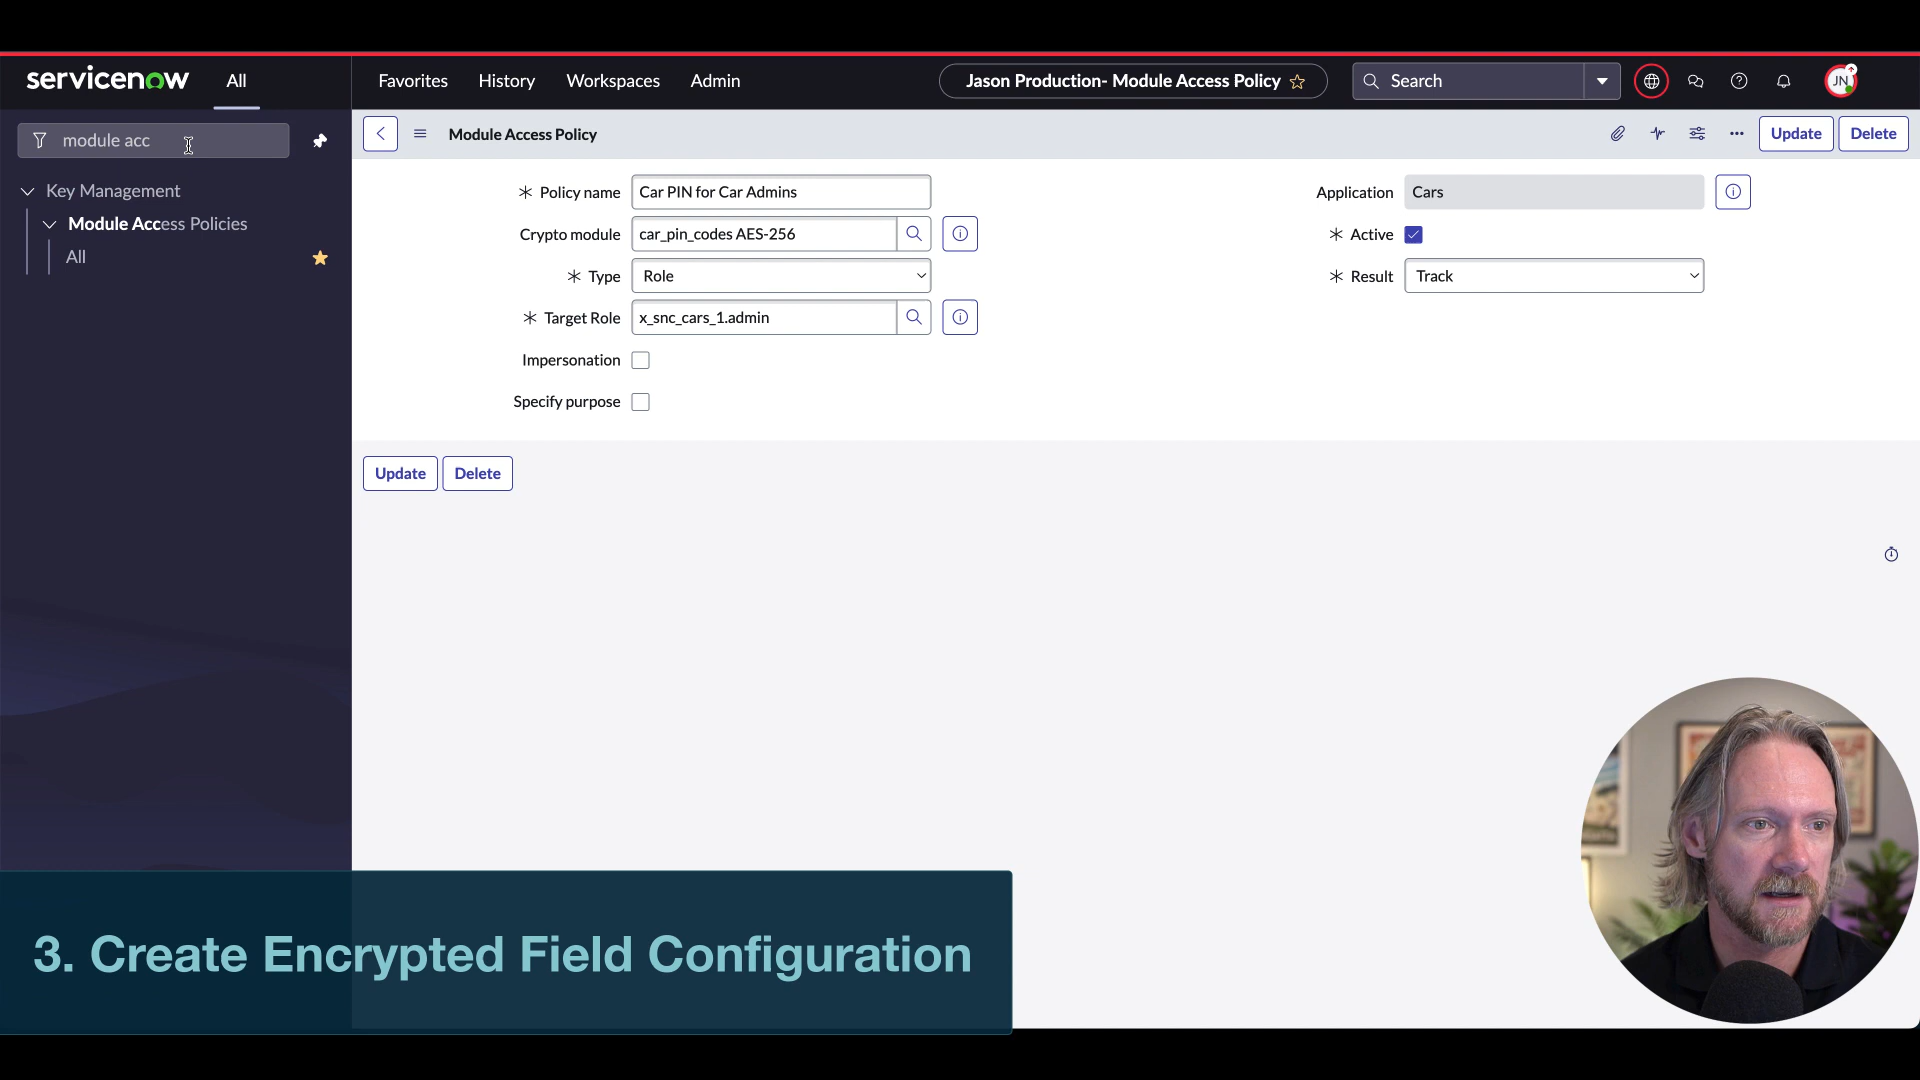 servicenow
All
Favorites
History
Workspaces
Admin
Jason Production- Module Access Policy
Search
JN
module acc
Module Access Policy
Update
Delete
Key Management
Module Access Policies
All
Policy name
Car PIN for Car Admins
Crypto module
car_pin_codes AES-256
Type
Role
Target Role
x_snc_cars_1.admin
Impersonation
Specify purpose
Application
Cars
Active
Result
Track
Update
Delete
3. Create Encrypted Field Configuration